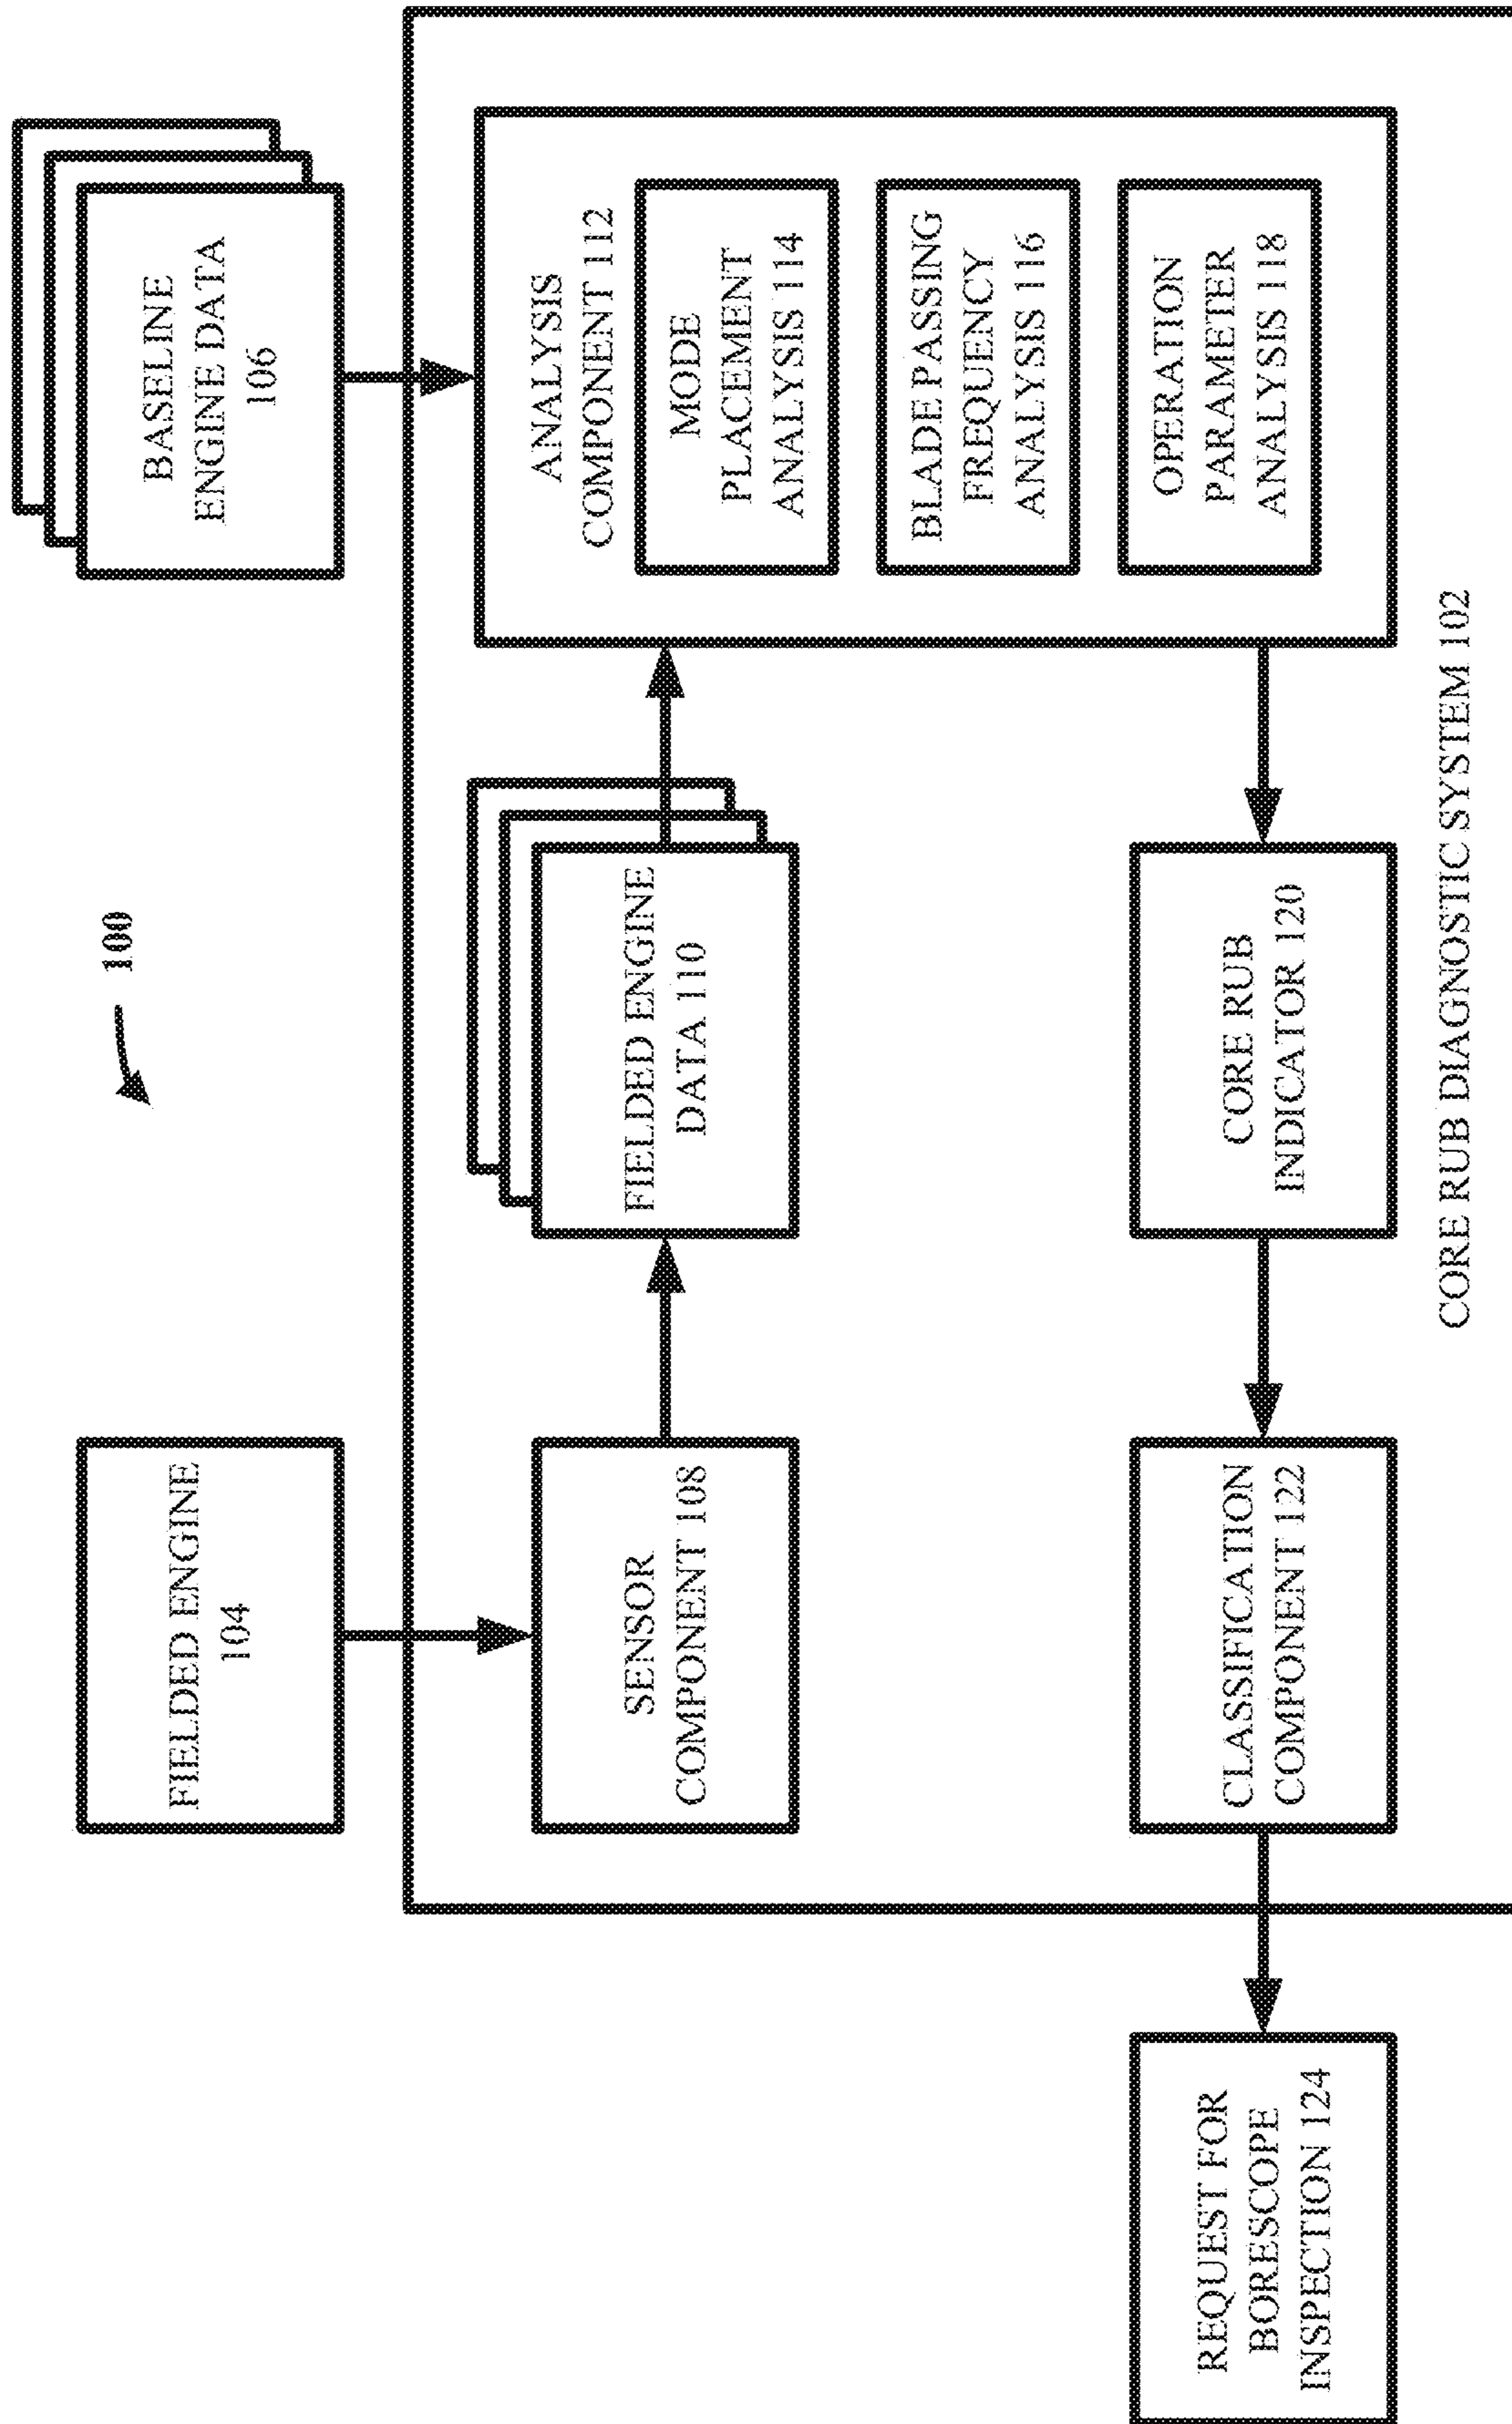 100
FIELDED ENGINE
104
BASELINE
ENGINE DATA
106
SENSOR
COMPONENT 108
FIELDED ENGINE
DATA 110
ANALYSIS
COMPONENT 112
MODE
PLACEMENT
ANALYSIS 114
BLADE PASSING
FREQUENCY
ANALYSIS 116
OPERATION
PARAMETER
ANALYSIS 118
REQUEST FOR
BORESCOPE
INSPECTION 124
CLASSIFICATION
COMPONENT 122
CORE RUB
INDICATOR 120
CORE RUB DIAGNOSTIC SYSTEM 102